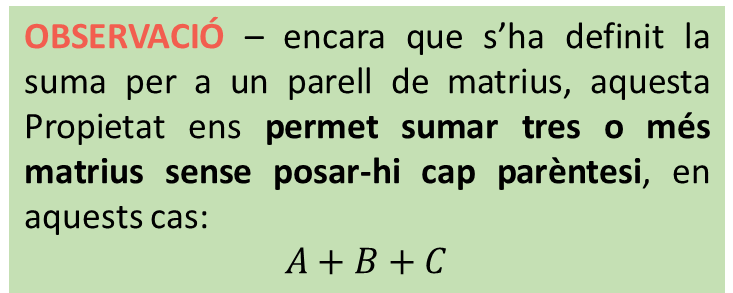 OBSERVACIÓ – encara que s’ha definit la
suma per a un parell de matrius, aquesta
Propietat ens permet sumar tres o més
matrius sense posar-hi cap parèntesi, en
aquests cas:
A + B + C